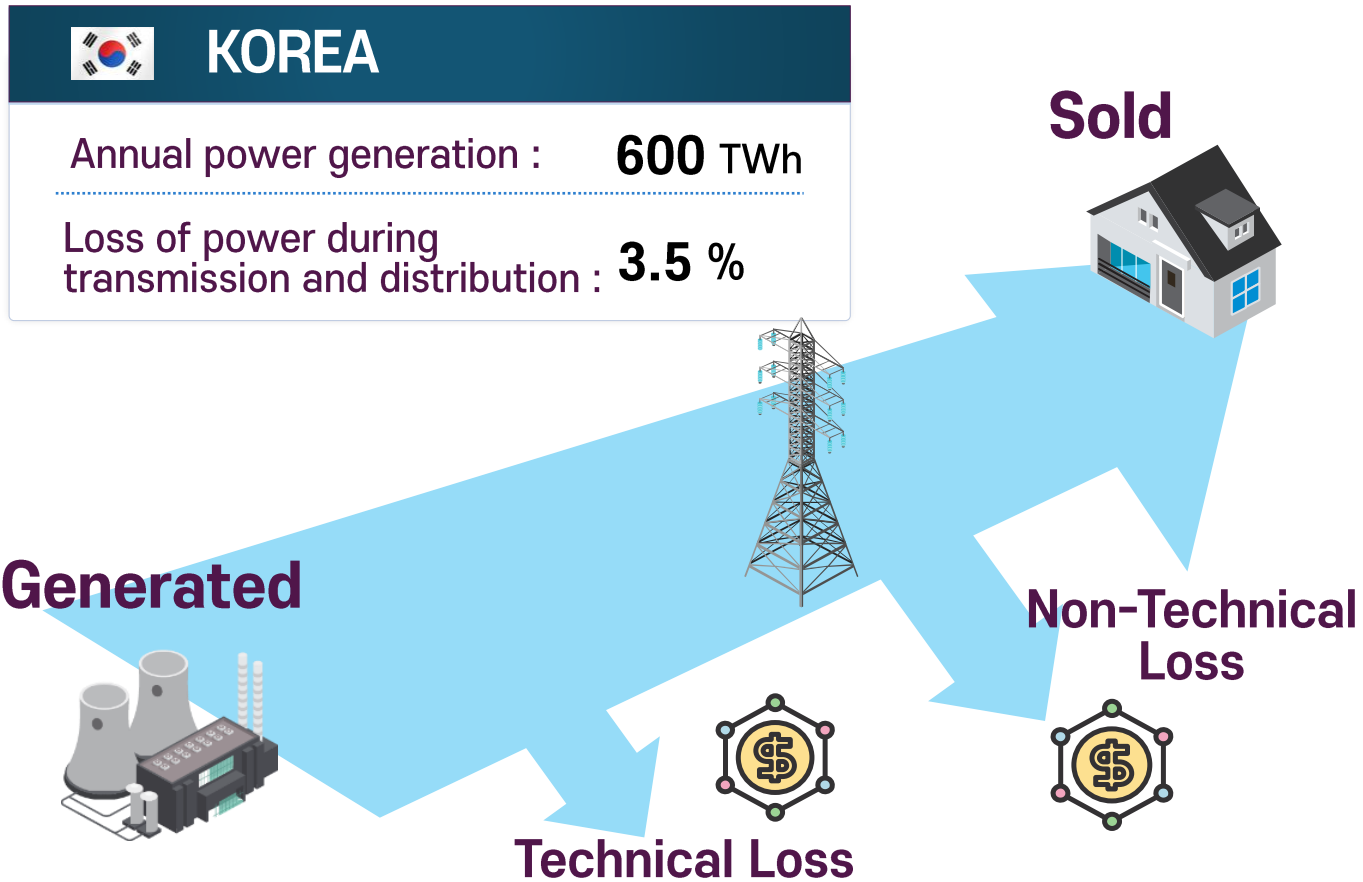 KOREA
Annual power generation : 600 TWh
Loss of power during
transmission and distribution : 3.5 %
Sold
Generated
Non-Technical
Loss
Technical Loss